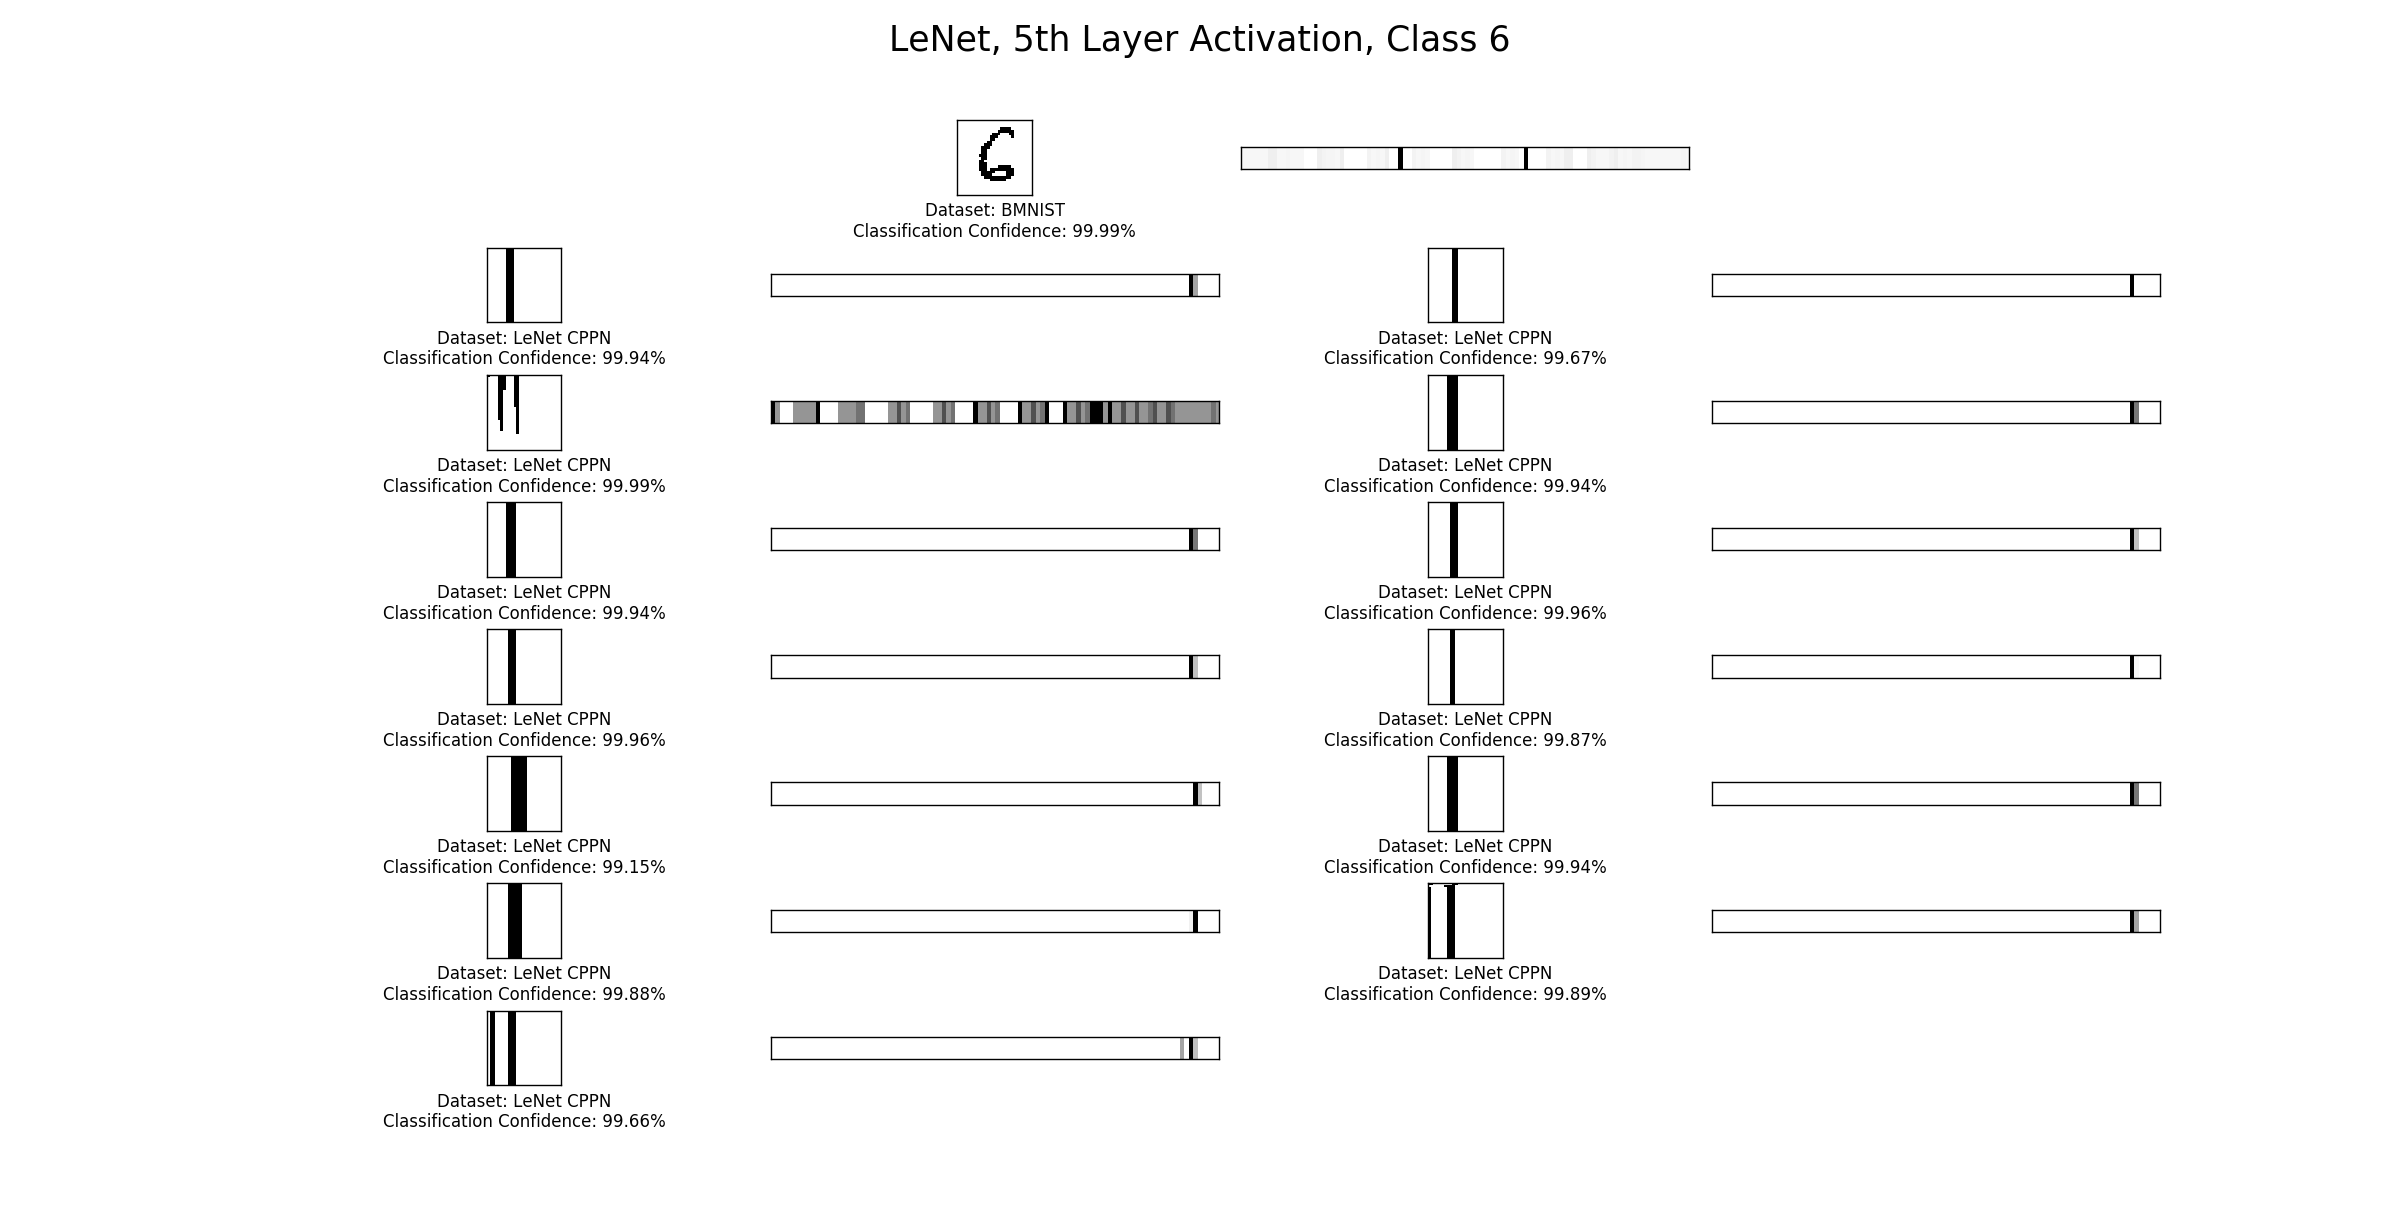 LeNet, 5th Layer Activation, Class 6
6
Dataset: BMNIST
Classification Confidence: 99.99%
Dataset: LeNet CPPN
Classification Confidence: 99.94%
Dataset: LeNet CPPN
Classification Confidence: 99.67%
Dataset: LeNet CPPN
Classification Confidence: 99.99%
Dataset: LeNet CPPN
Classification Confidence: 99.94%
Dataset: LeNet CPPN
Classification Confidence: 99.94%
Dataset: LeNet CPPN
Classification Confidence: 99.96%
Dataset: LeNet CPPN
Classification Confidence: 99.96%
Dataset: LeNet CPPN
Classification Confidence: 99.87%
Dataset: LeNet CPPN
Classification Confidence: 99.15%
Dataset: LeNet CPPN
Classification Confidence: 99.94%
Dataset: LeNet CPPN
Classification Confidence: 99.88%
Dataset: LeNet CPPN
Classification Confidence: 99.89%
Dataset: LeNet CPPN
Classification Confidence: 99.66%